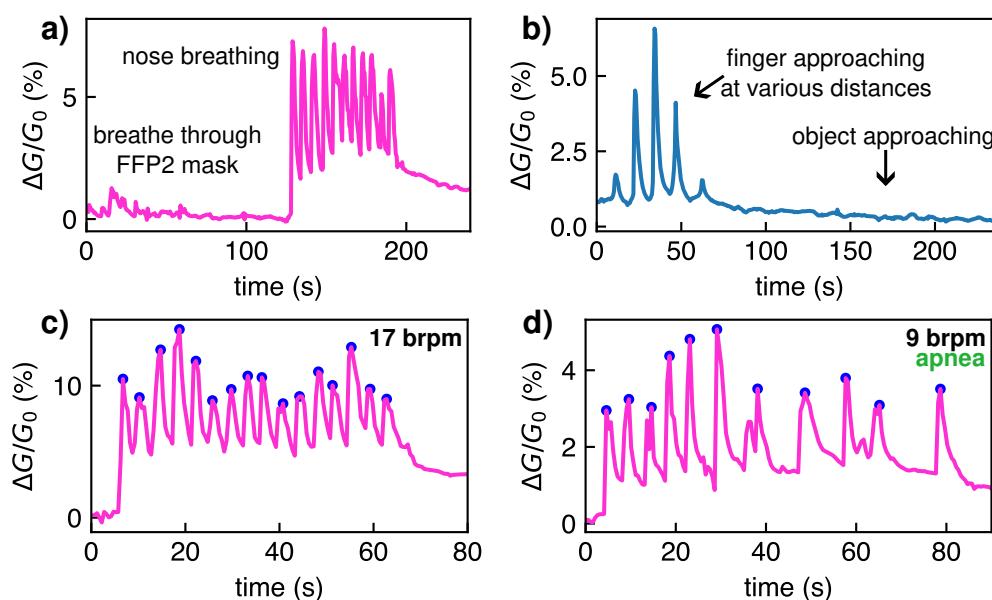 a)
nose breathing
breathe through
FFP2 mask
ΔG/G₀ (%)
5
0
0
100
200
time (s)
b)
finger approaching
at various distances
object approaching
ΔG/G₀ (%)
5.0
2.5
0.0
0
50
100
150
200
time (s)
c)
17 brpm
ΔG/G₀ (%)
10
0
0
20
40
60
80
time (s)
d)
9 brpm
apnea
ΔG/G₀ (%)
4
2
0
0
20
40
60
80
time (s)